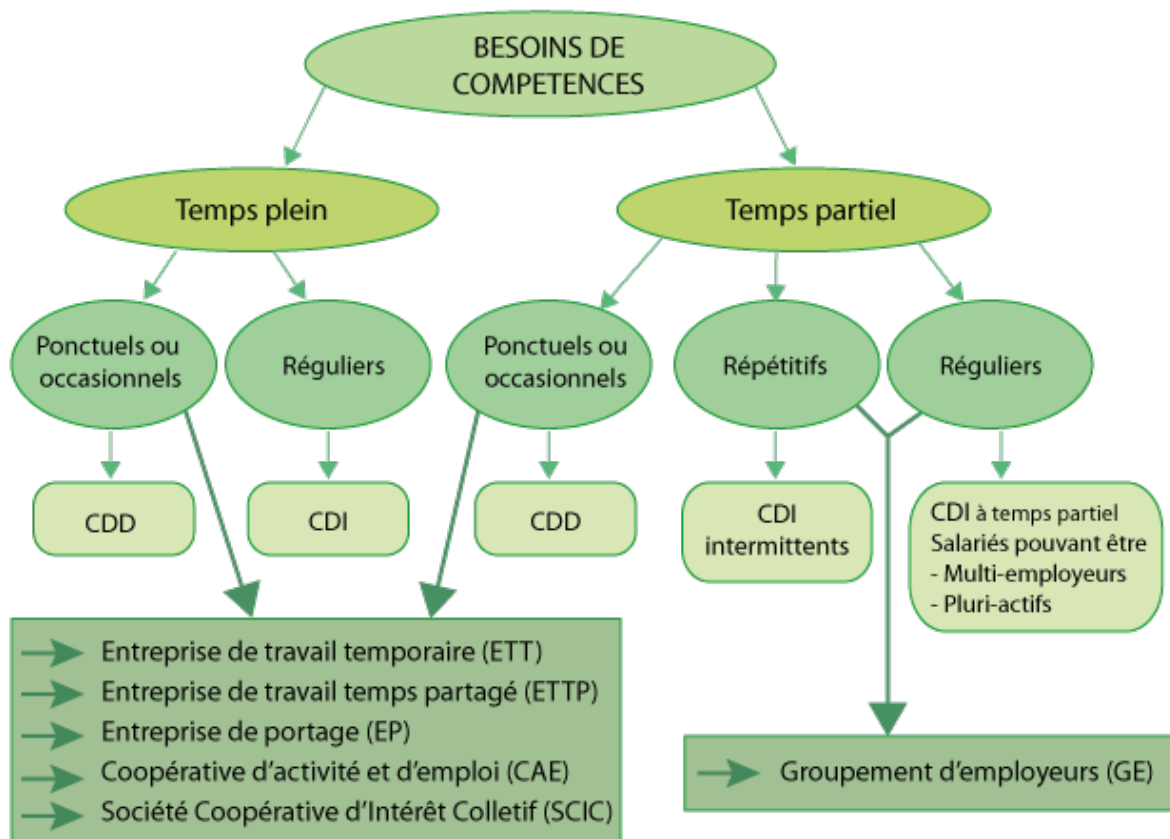 BESOINS DE
COMPETENCES
Temps plein
Temps partiel
Ponctuels ou
occasionnels
Réguliers
Ponctuels ou
occasionnels
Répétitifs
Réguliers
CDD
CDI
CDD
CDI
intermittents
CDI à temps partiel
Salariés pouvant être
- Multi-employeurs
- Pluri-actifs
Entreprise de travail temporaire (ETT)
Entreprise de travail temps partagé (ETTP)
Entreprise de portage (EP)
Coopérative d'activité et d'emploi (CAE)
Société Coopérative d'Intérêt Colletif (SCIC)
Groupement d'employeurs (GE)